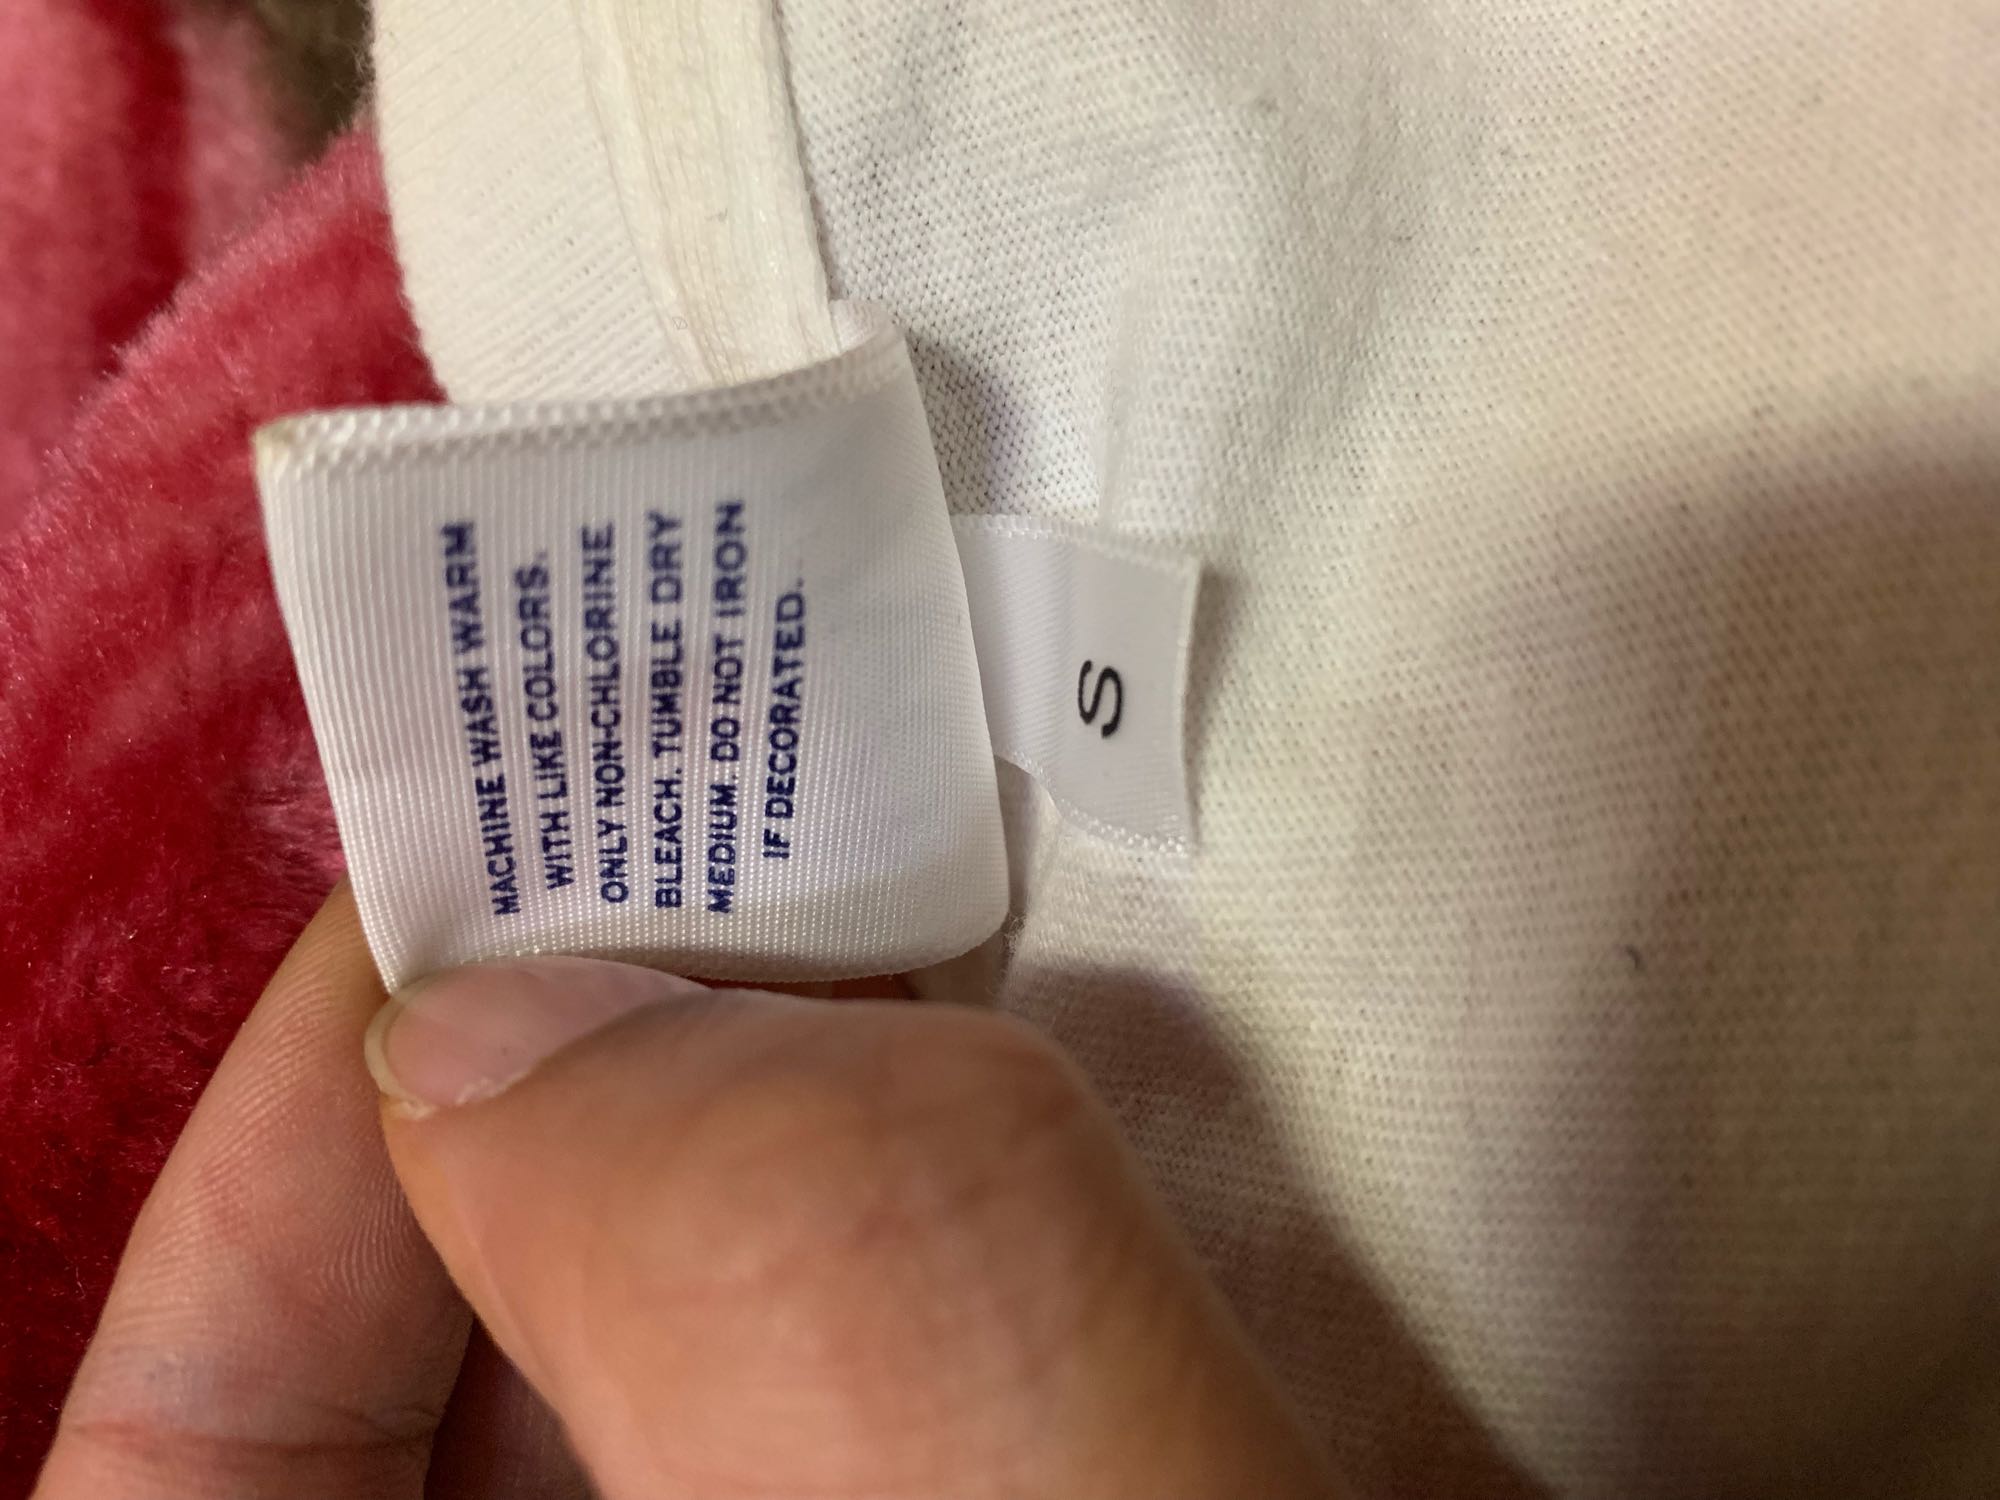 MACHINE WASH WARM
WITH LIKE COLORS.
ONLY NON-CHLORINE
BLEACH. TUMBLE DRY
MEDIUM. DO NOT IRON
IF DECORATED.
S